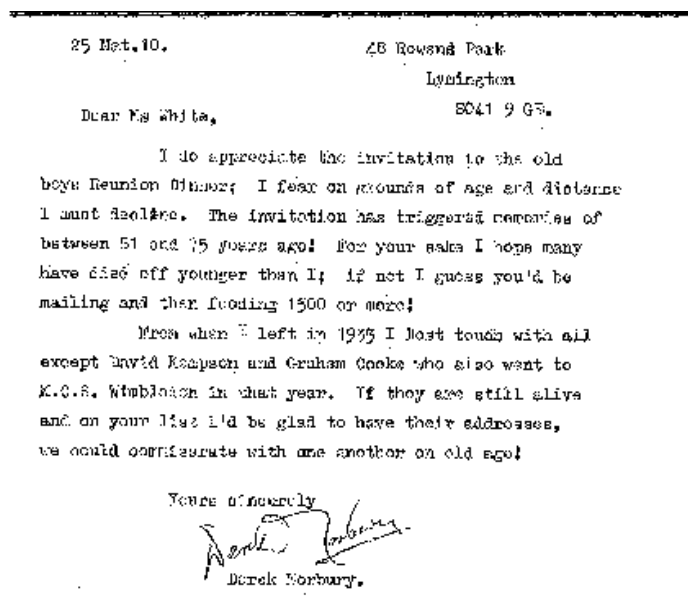 25 Mat.10.
48 Rowans Park
Lymington
SO41 9 G
Dear Ms White,
I do appreciate the invitation to the old
boys Reunion Dinner; I fear on grounds of age and distance
I must decline. The invitation has triggered memories of
between 51 and 75 years ago! For your sake I hope many
have died off younger than I; if not I guess you'd be
mailing and then feeding 1500 or more!
From when I left in 1935 I lost touch with all
except David Kempson and Graham Cooke who also went to
K.C.S. Wimbledon in that year. If they are still alive
and on your list I'd be glad to have their addresses,
we could commiserate with one another on old age!
Yours sincerely
Derek Norbury
Derek Norbury.